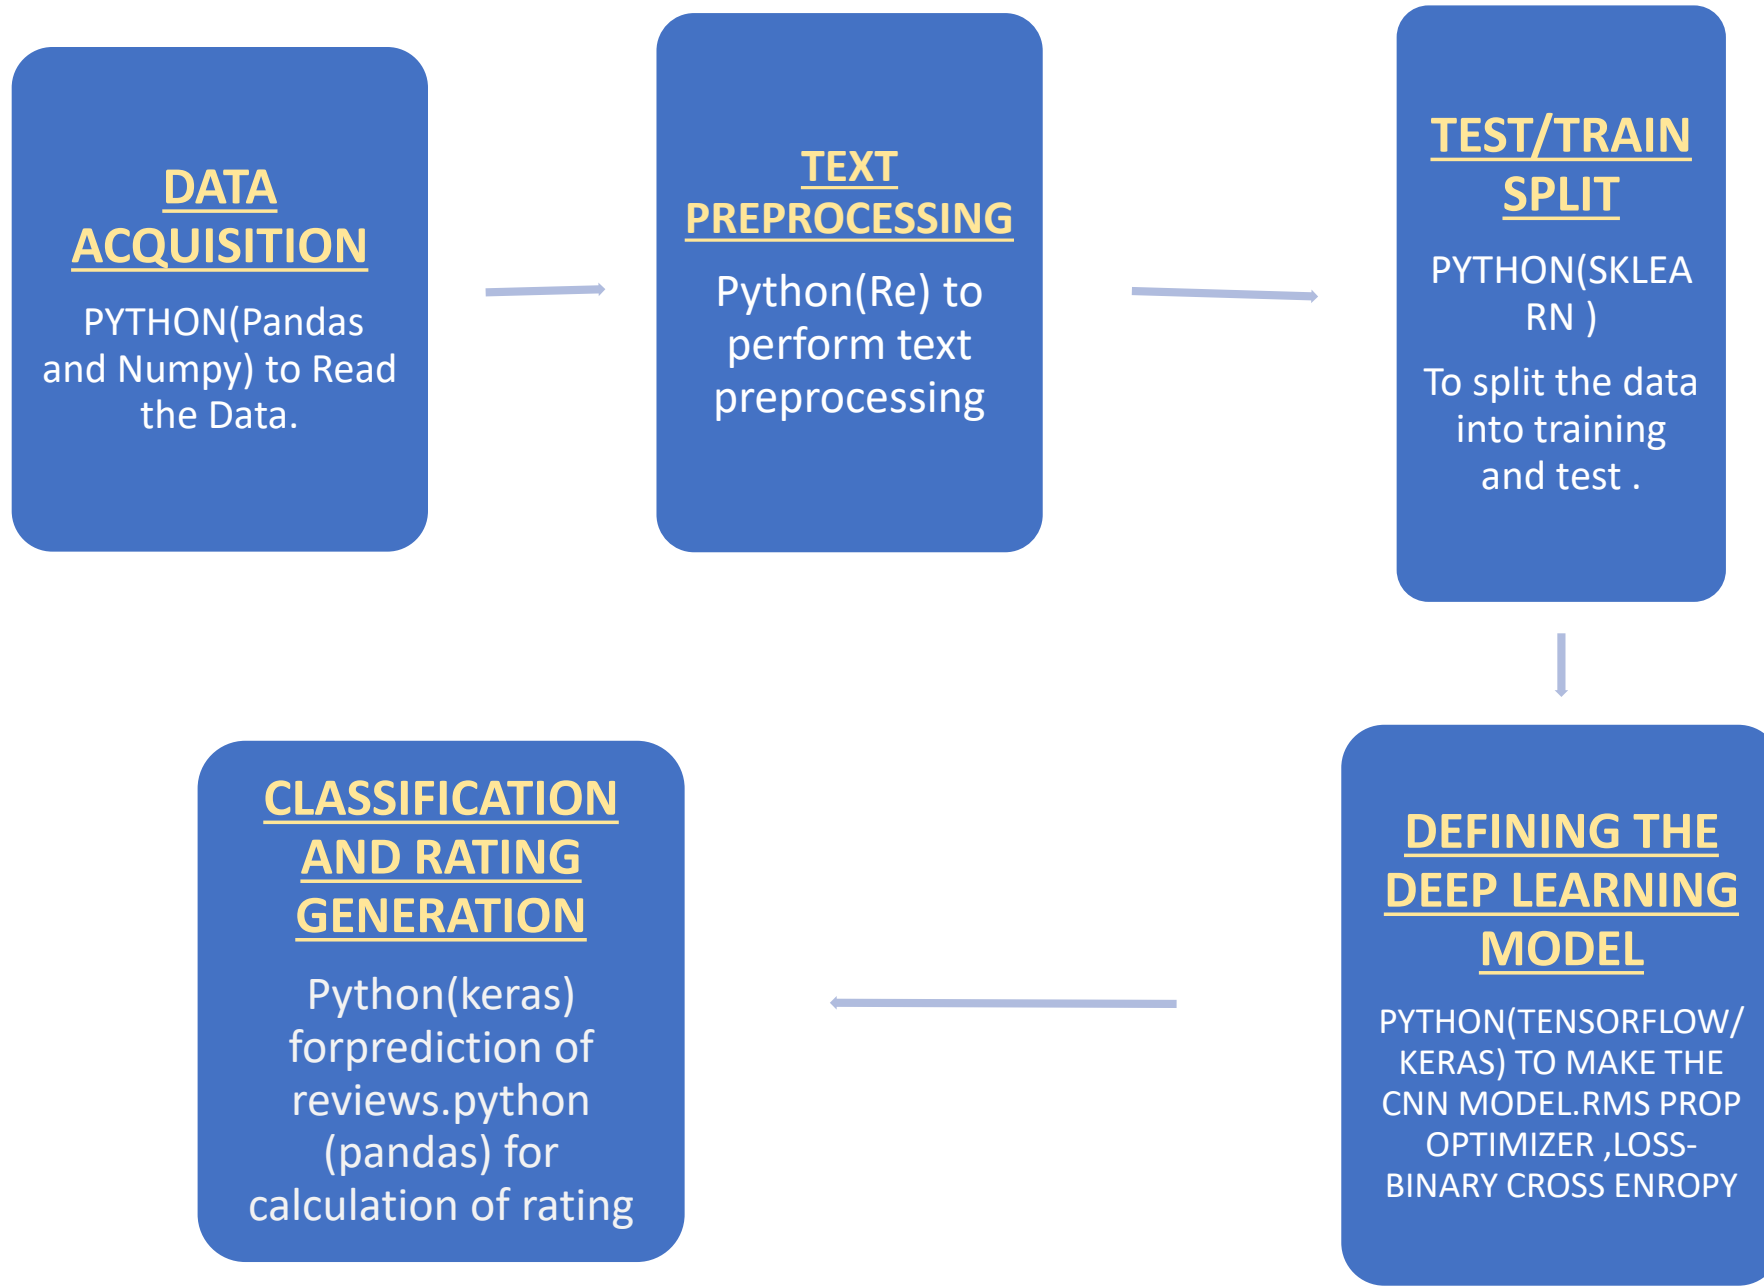 DATA
ACQUISITION
PYTHON(Pandas
and Numpy) to Read
the Data.
TEXT
PREPROCESSING
Python(Re) to
perform text
preprocessing
TEST/TRAIN
SPLIT
PYTHON(SKLEA
RN )
To split the data
into training
and test .
DEFINING THE
DEEP LEARNING
MODEL
PYTHON(TENSORFLOW/
KERAS) TO MAKE THE
CNN MODEL.RMS PROP
OPTIMIZER ,LOSS-
BINARY CROSS ENROPY
CLASSIFICATION
AND RATING
GENERATION
Python(keras)
forprediction of
reviews.python
(pandas) for
calculation of rating